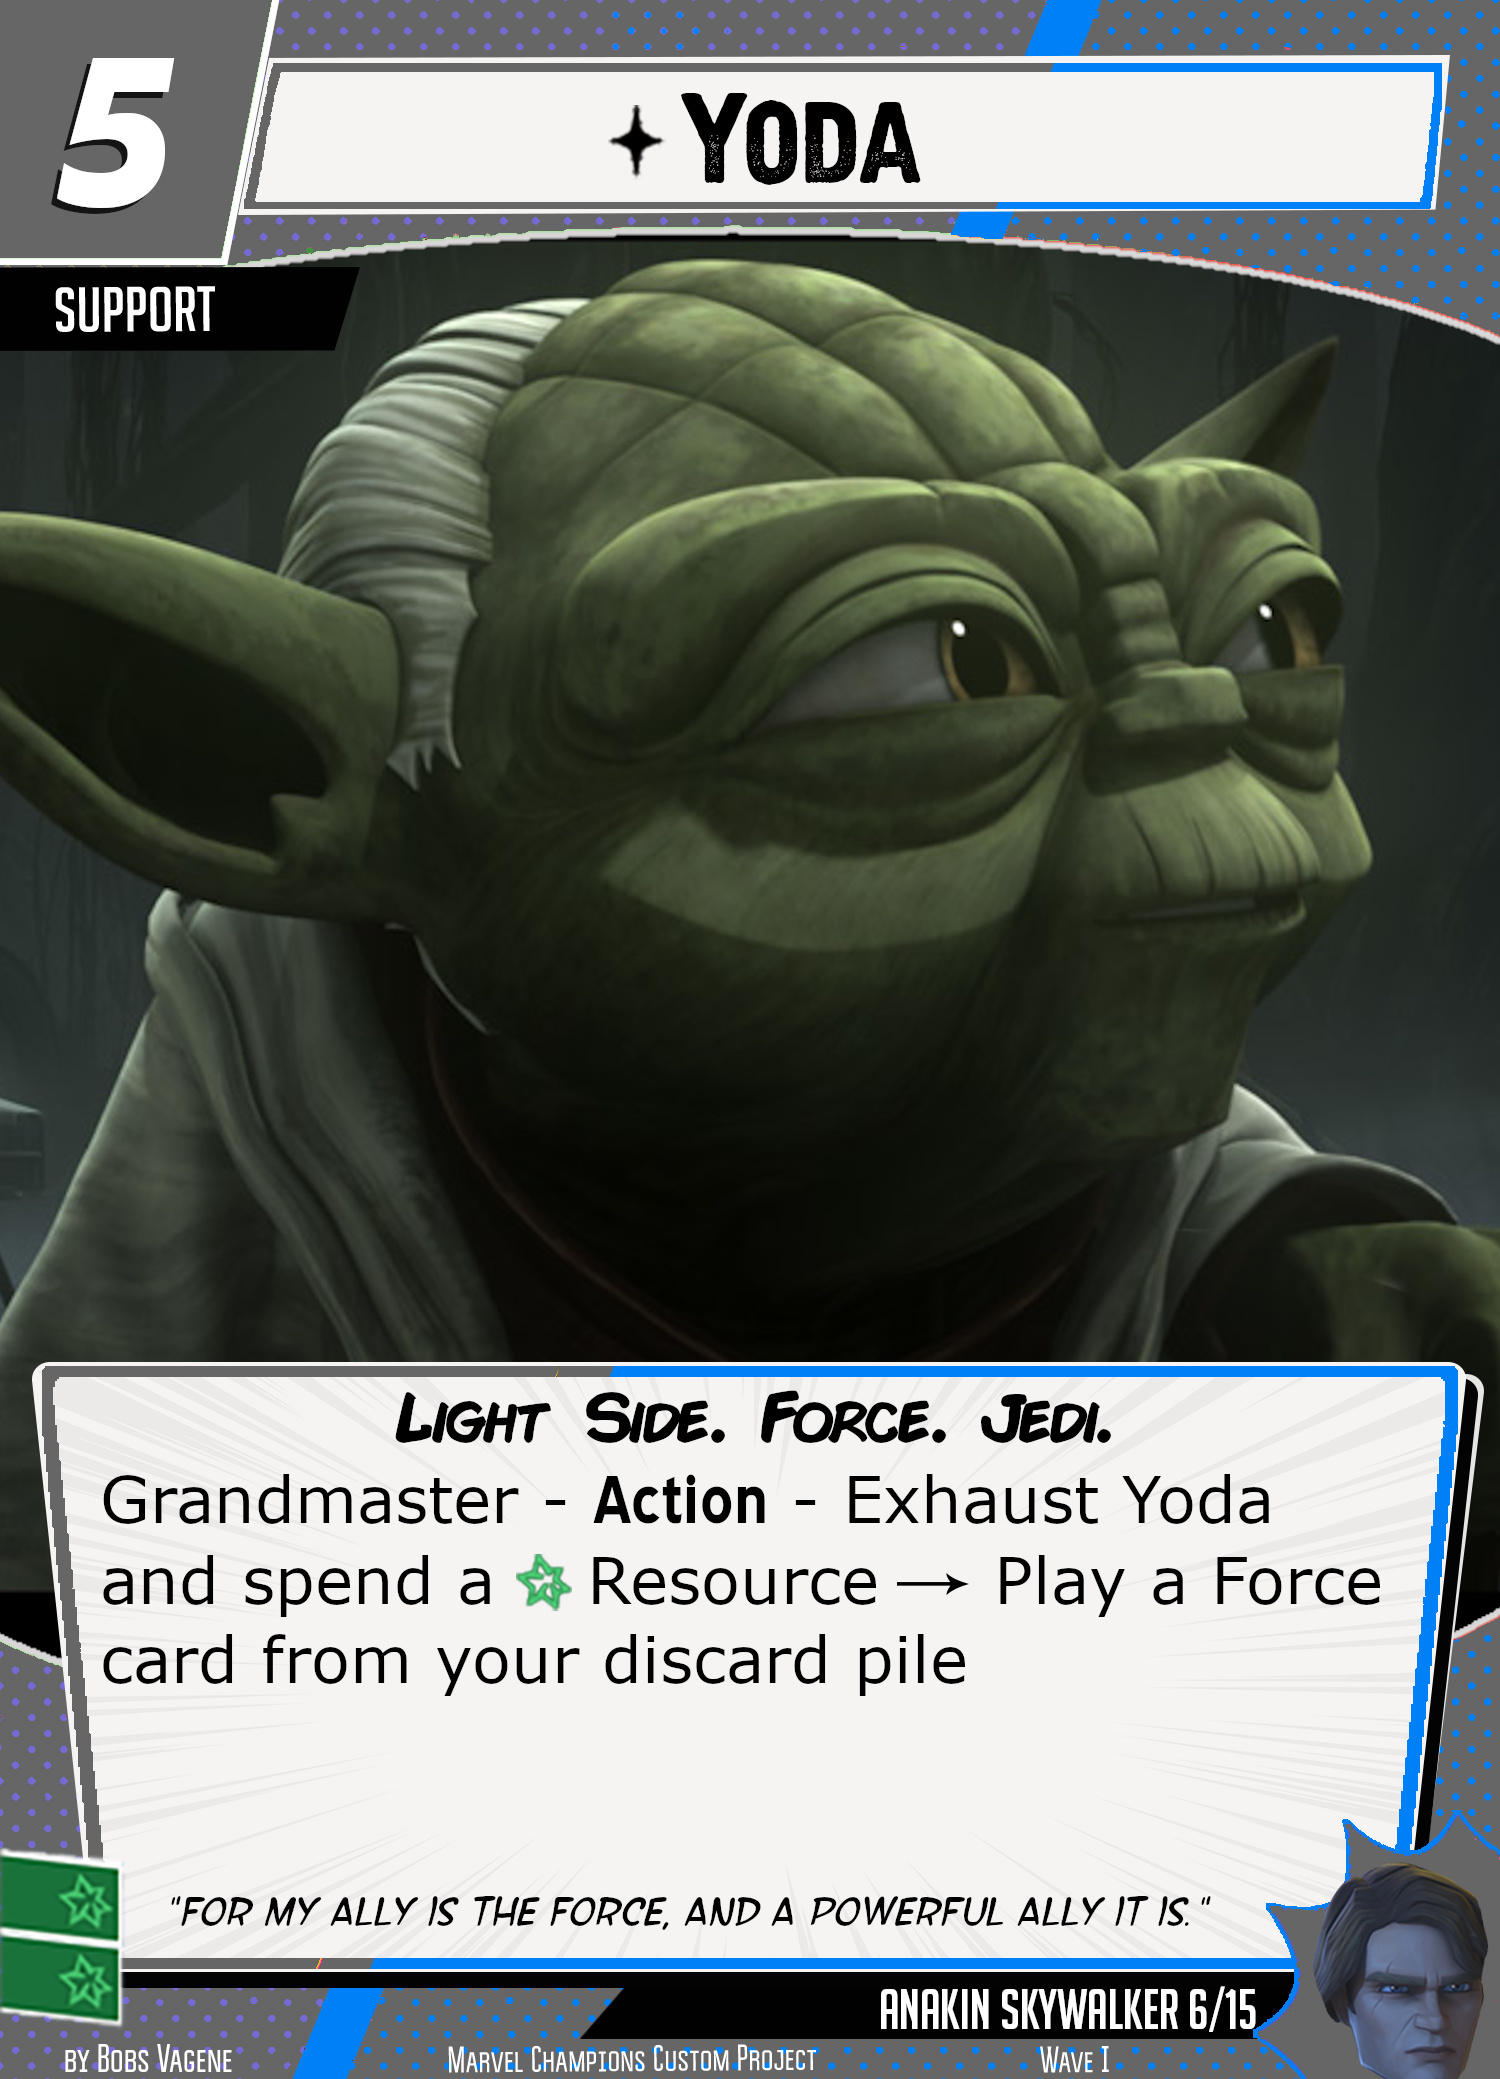 5
YODA
SUPPORT
LIGHT SIDE. FORCE. JEDI.
Grandmaster - Action - Exhaust Yoda
and spend a Resource → Play a Force
card from your discard pile
"FOR MY ALLY IS THE FORCE, AND A POWERFUL ALLY IT IS."
ANAKIN SKYWALKER 6/15
BY BOBS VAGENE MARVEL CHAMPIONS CUSTOM PROJECT WAVE I